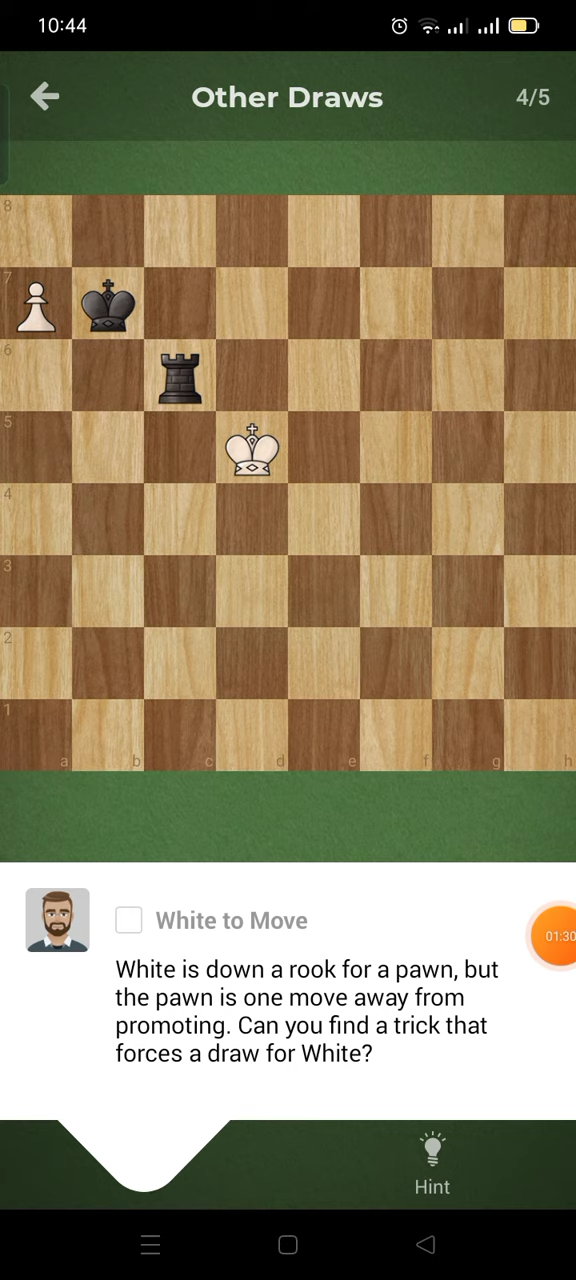 10:44
Other Draws
4/5
8
7
6
5
4
3
2
1
a b c d e f g h
White to Move
01:30
White is down a rook for a pawn, but
the pawn is one move away from
promoting. Can you find a trick that
forces a draw for White?
Hint